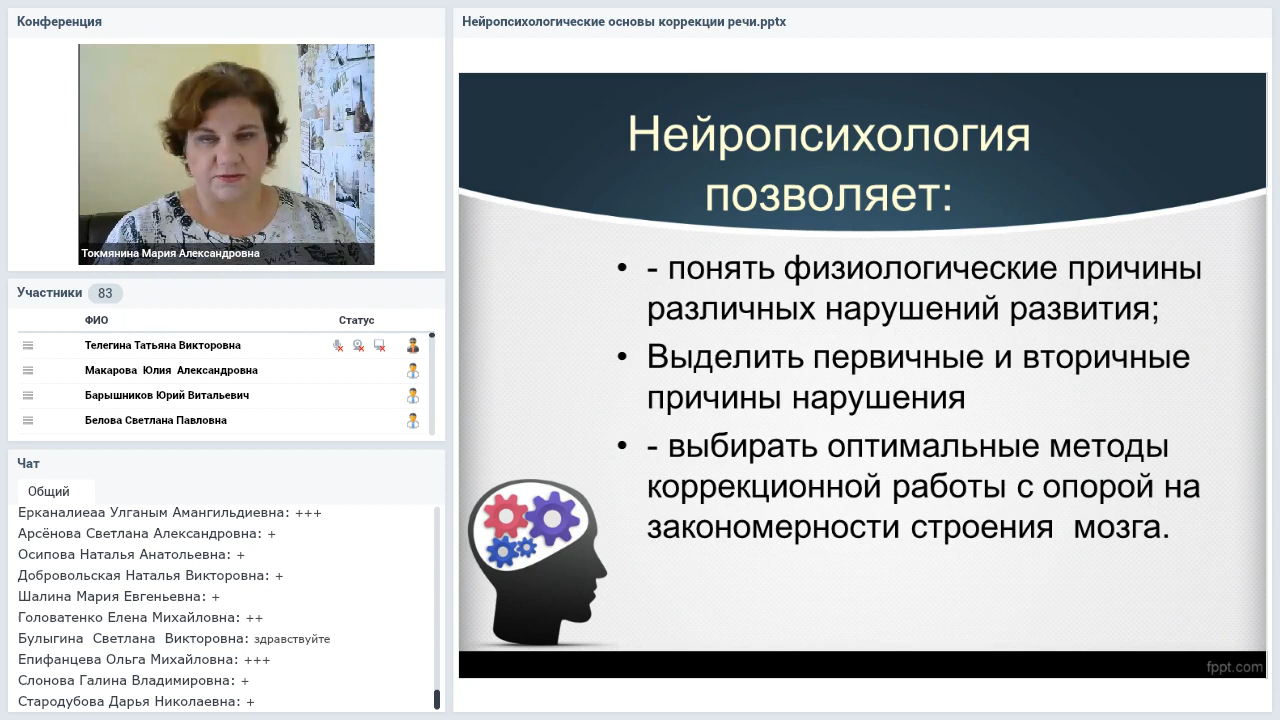 Конференция
Токмянина Мария Александровна
Участники 83
ФИО Статус
Телегина Татьяна Викторовна
Макарова Юлия Александровна
Барышников Юрий Витальевич
Белова Светлана Павловна
Чат
Общий
Ерканалиеаа Улганым Амангильдиевна: +++
Арсёнова Светлана Александровна: +
Осипова Наталья Анатольевна: +
Добровольская Наталья Викторовна: +
Шалина Мария Евгеньевна: +
Головатенко Елена Михайловна: ++
Булыгина Светлана Викторовна: здравствуйте
Епифанцева Ольга Михайловна: +++
Слонова Галина Владимировна: +
Стародубова Дарья Николаевна: +
Нейропсихологические основы коррекции речи.pptx
Нейропсихология
позволяет:
• - понять физиологические причины
различных нарушений развития;
• Выделить первичные и вторичные
причины нарушения
• - выбирать оптимальные методы
коррекционной работы с опорой на
закономерности строения мозга.
fppt.com